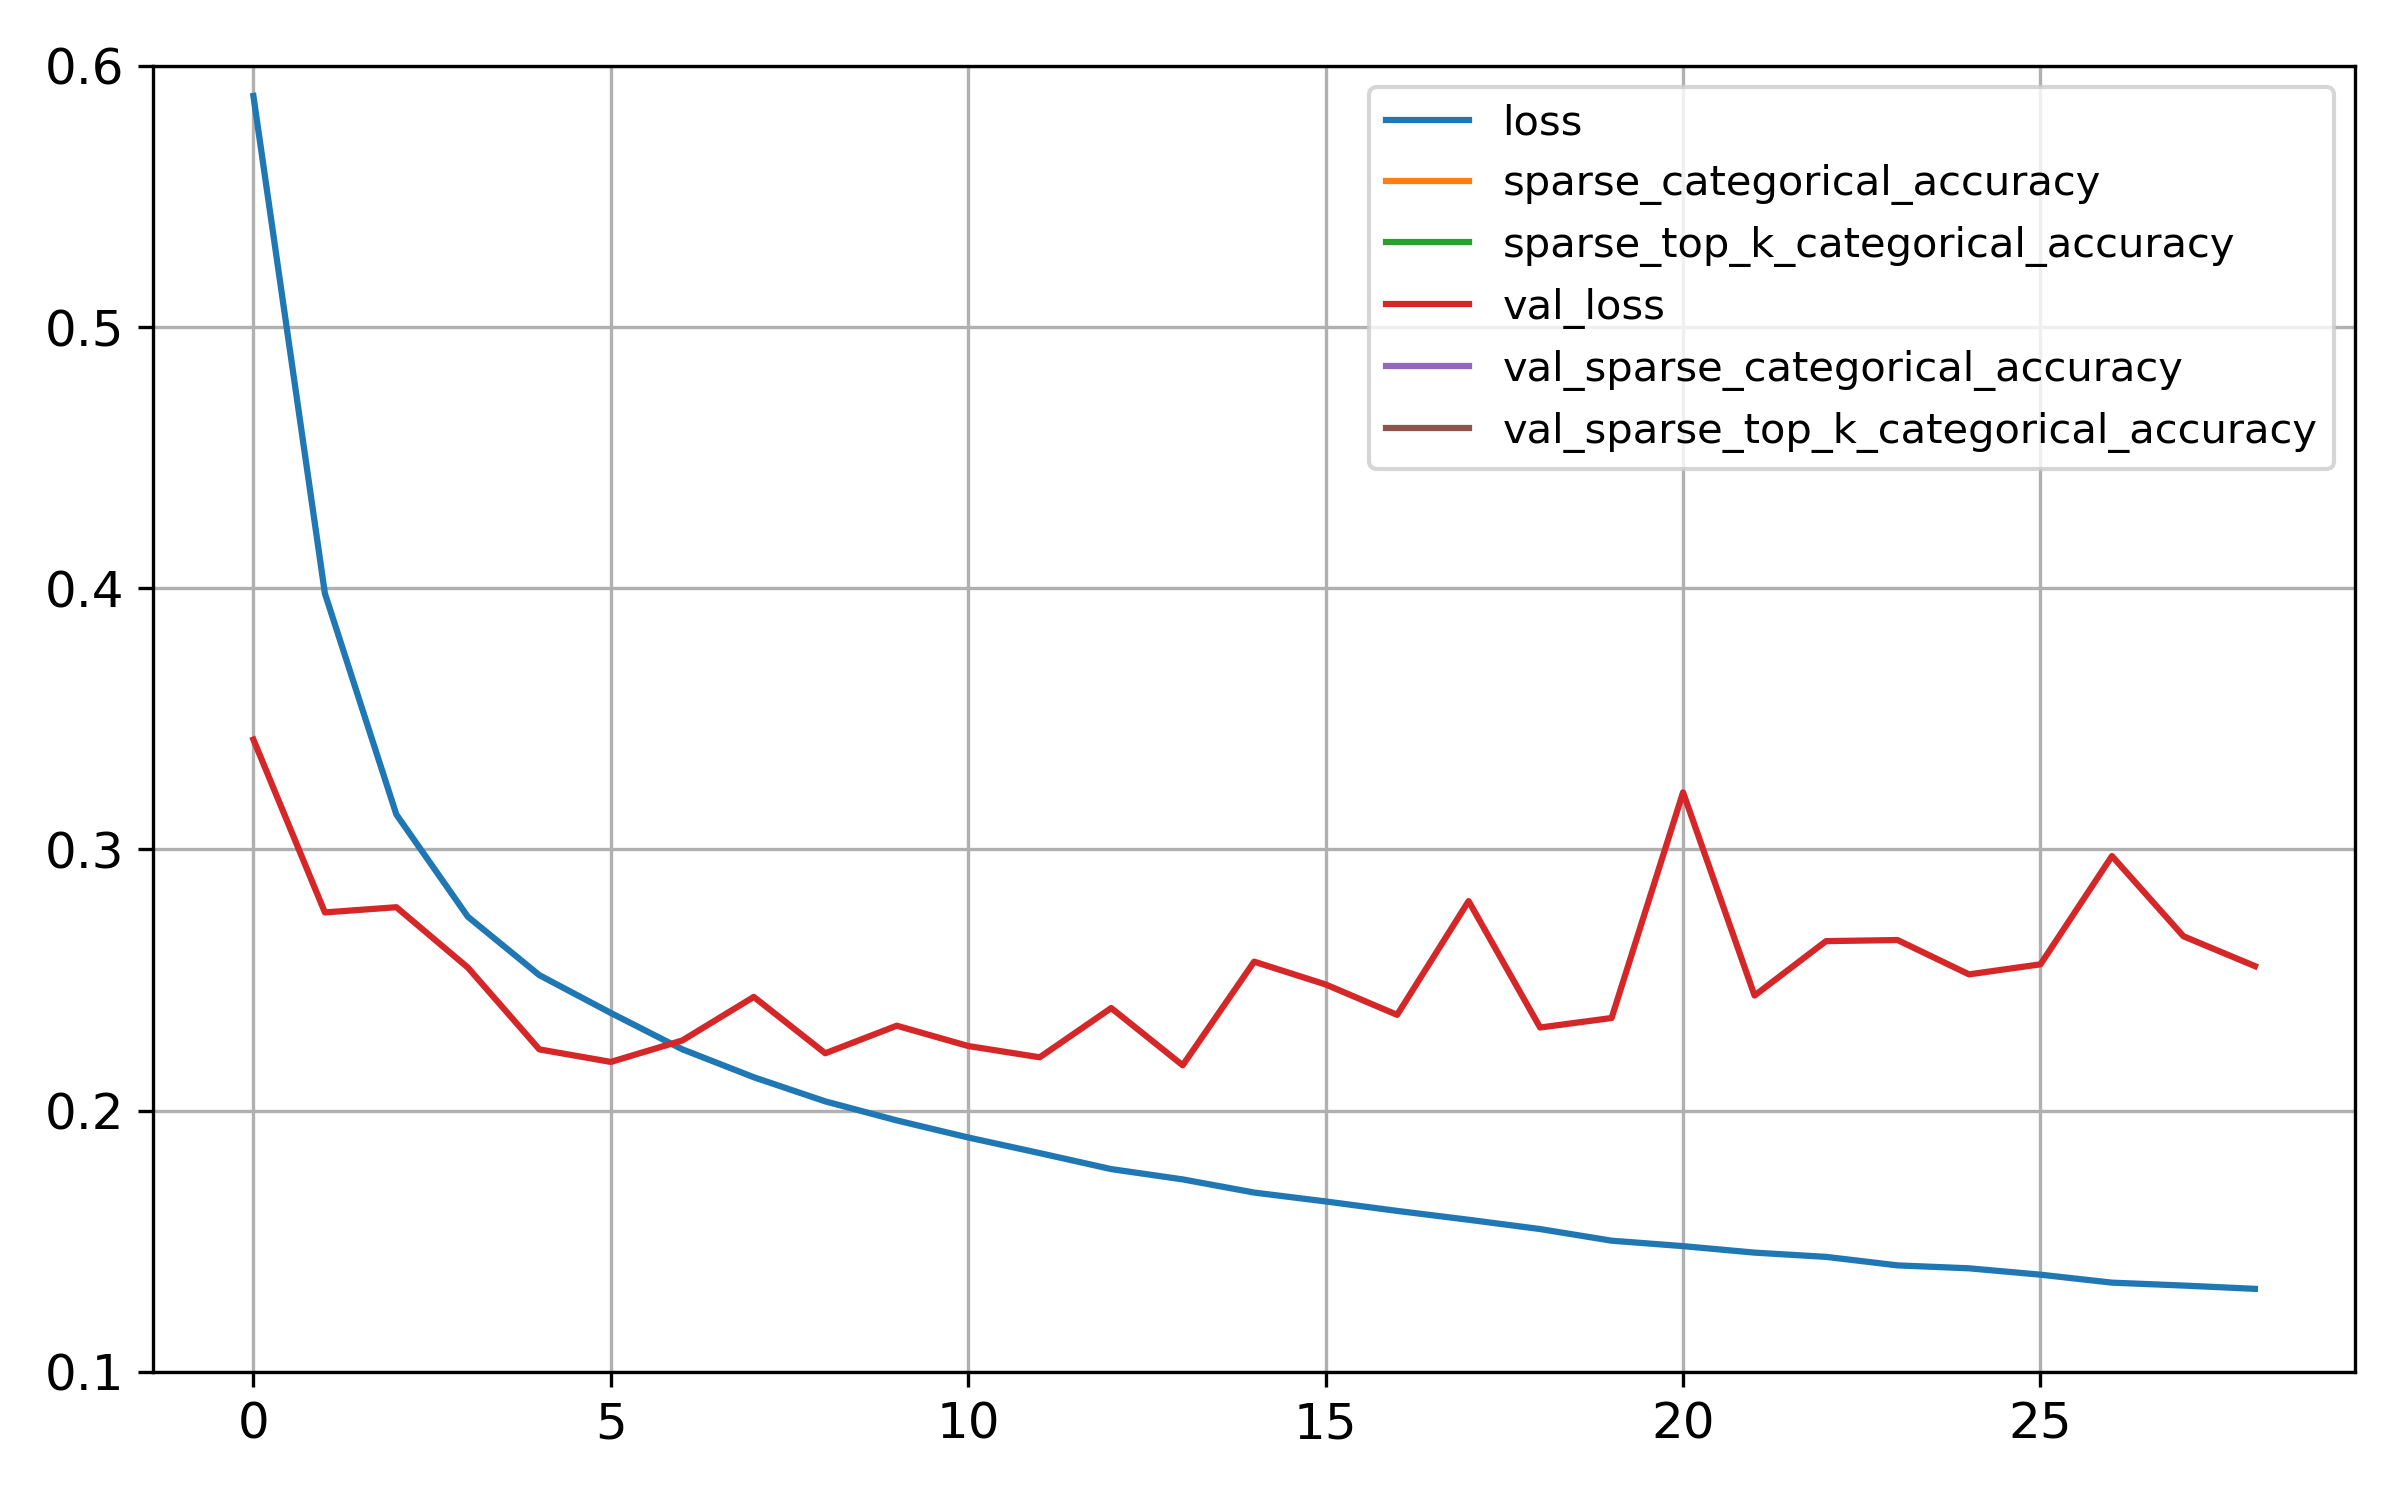 0.6
0.5
0.4
0.3
0.2
0.1
0 5 10 15 20 25
loss
sparse_categorical_accuracy
sparse_top_k_categorical_accuracy
val_loss
val_sparse_categorical_accuracy
val_sparse_top_k_categorical_accuracy